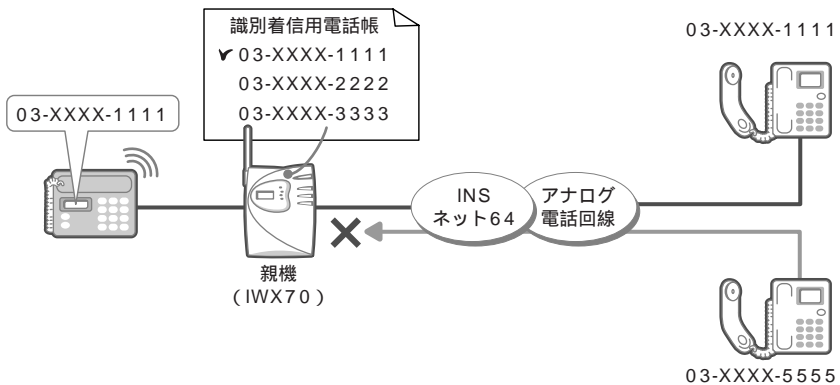 識別着信用電話帳
03-XXXX-1111
03-XXXX-2222
03-XXXX-3333
03-XXXX-1111
03-XXXX-1111
INS
ネット64
アナログ
電話回線
親機
(IWX70)
03-XXXX-5555